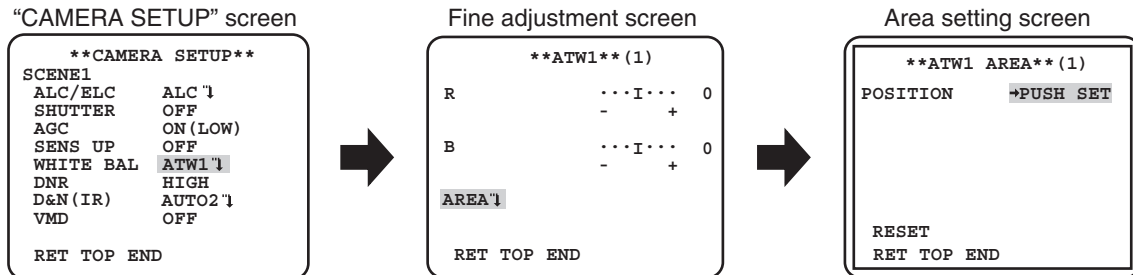 “CAMERA SETUP” screen
**CAMERA SETUP**
SCENE1
ALC/ELC ALC
SHUTTER OFF
AGC ON(LOW)
SENS UP OFF
WHITE BAL ATW1
DNR HIGH
D&N(IR) AUTO2
VMD OFF
RET TOP END
Fine adjustment screen
**ATW1**(1)
R ···I··· 0
- +
B ···I··· 0
- +
AREA
RET TOP END
Area setting screen
**ATW1 AREA**(1)
POSITION →PUSH SET
RESET
RET TOP END